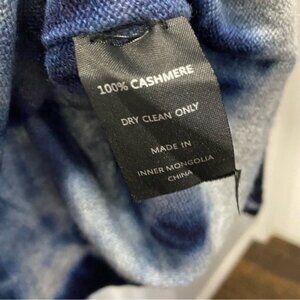 100% CASHMERE
DRY CLEAN ONLY
MADE IN
INNER MONGOLIA
CHINA